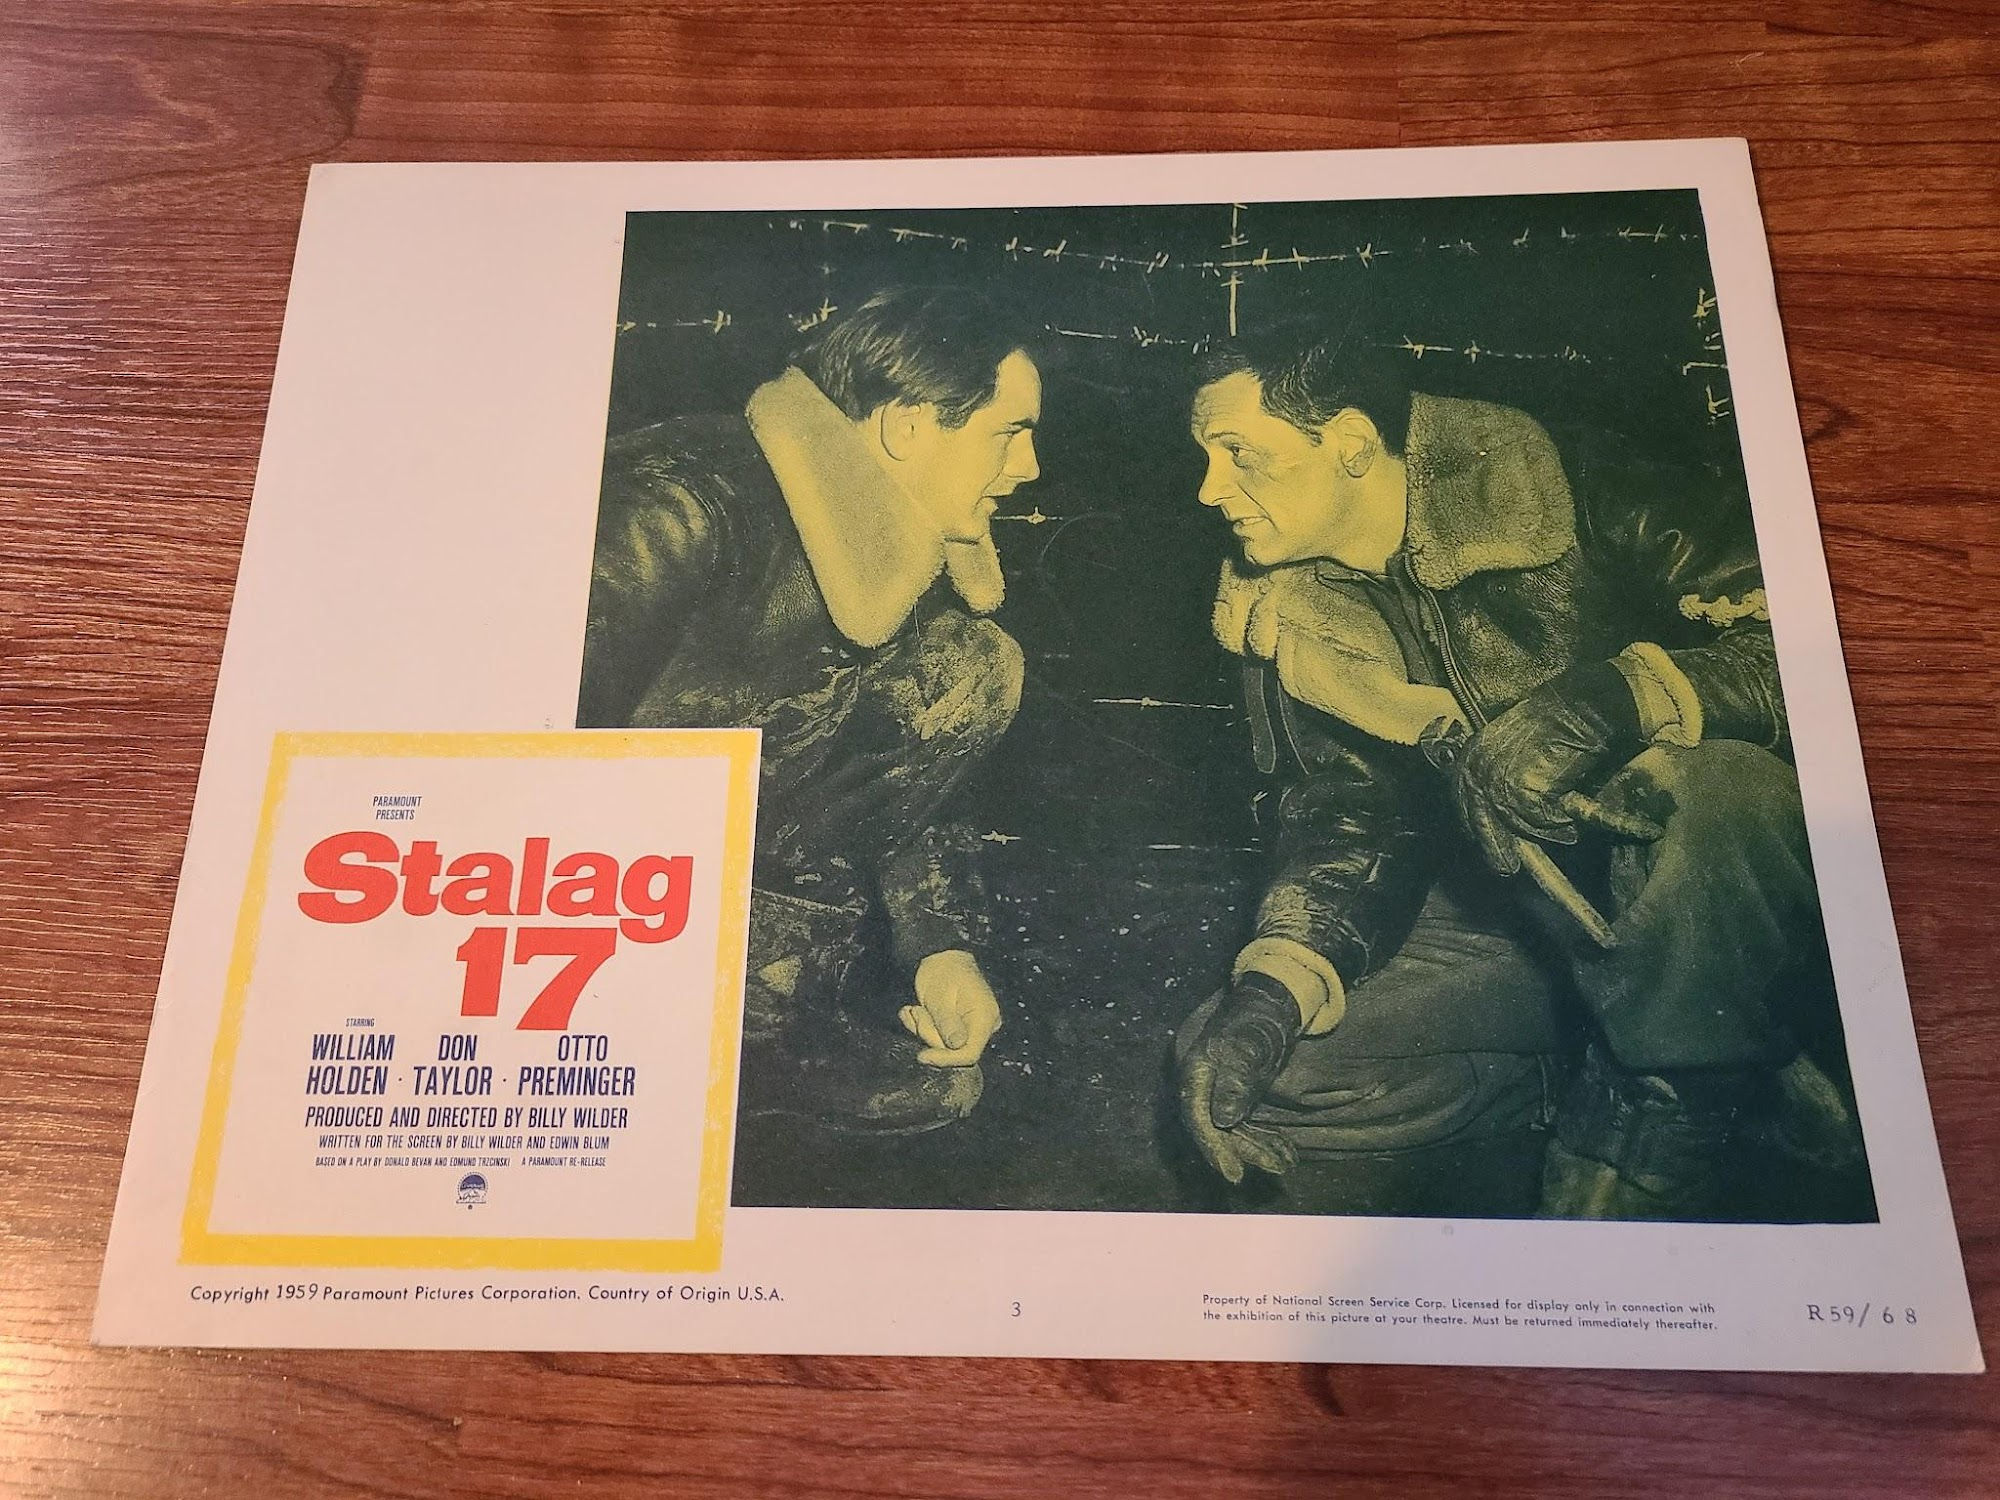 PARAMOUNT
PRESENTS
Stalag
17
STARRING
WILLIAM HOLDEN · DON TAYLOR · OTTO PREMINGER
PRODUCED AND DIRECTED BY BILLY WILDER
WRITTEN FOR THE SCREEN BY BILLY WILDER AND EDWIN BLUM
BASED ON A PLAY BY DONALD BEVAN AND EDMUND TRZCINSKI A PARAMOUNT RE-RELEASE
Copyright 1959 Paramount Pictures Corporation. Country of Origin U.S.A.
3
Property of National Screen Service Corp. Licensed for display only in connection with
the exhibition of this picture at your theatre. Must be returned immediately thereafter.
R59/68